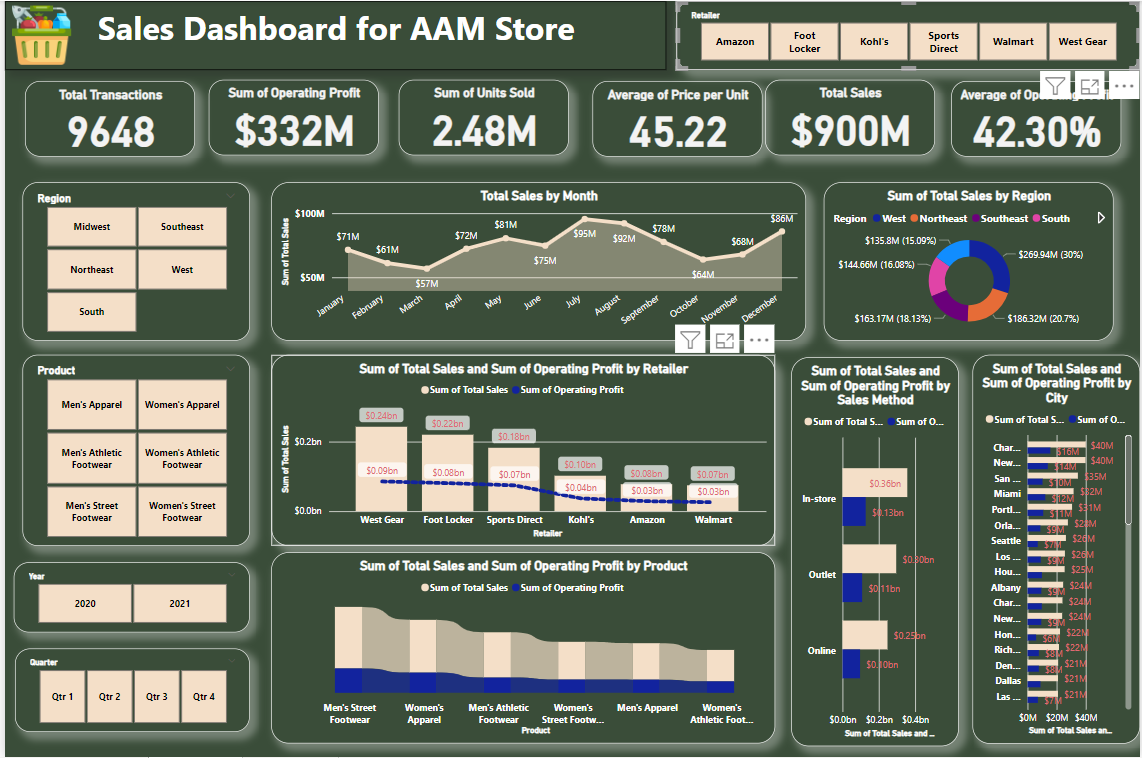 Sales Dashboard for AAM Store
Retailer
Amazon
Foot
Locker
Kohl's
Sports
Direct
Walmart
West Gear
Total Transactions
9648
Sum of Operating Profit
$332M
Sum of Units Sold
2.48M
Average of Price per Unit
45.22
Total Sales
$900M
Average of Op
42.30%
Region
Midwest
Southeast
Northeast
West
South
Total Sales by Month
Sum of Total Sales
$100M
$50M
$71M
$61M
$57M
$72M
$81M
$75M
$95M
$92M
$78M
$64M
$68M
$86M
January
February
March
April
May
June
July
August
September
October
November
December
Sum of Total Sales by Region
Region West Northeast Southeast South
$135.8M (15.09%)
$269.94M (30%)
$144.66M (16.08%)
$163.17M (18.13%)
$186.32M (20.7%)
Product
Men's Apparel
Women's Apparel
Men's Athletic
Footwear
Women's Athletic
Footwear
Men's Street
Footwear
Women's Street
Footwear
Sum of Total Sales and Sum of Operating Profit by Retailer
Sum of Total Sales Sum of Operating Profit
Sum of Total Sales
$0.2bn
$0.0bn
$0.24bn
$0.22bn
$0.18bn
$0.10bn
$0.08bn
$0.07bn
$0.09bn
$0.08bn
$0.07bn
$0.04bn
$0.03bn
$0.03bn
West Gear
Foot Locker
Sports Direct
Kohl's
Amazon
Walmart
Retailer
Sum of Total Sales and
Sum of Operating Profit by
Sales Method
Sum of Total S... Sum of O...
In-store
$0.36bn
$0.13bn
Outlet
$0.30bn
$0.11bn
Online
$0.25bn
$0.10bn
$0.0bn $0.2bn $0.4bn
Sum of Total Sales and ...
Sum of Total Sales and
Sum of Operating Profit by
City
Sum of Total S... Sum of O...
Char... $40M
$16M
New... $40M
$14M
San ... $35M
$10M
Miami $32M
$12M
Portl... $31M
$11M
Orla... $28M
$9M
Seattle $26M
$7M
Los ... $26M
$9M
Hou... $25M
Albany $24M
$9M
Char... $24M
New... $24M
$9M
Hon... $22M
$6M
Rich... $22M
$8M
Den... $21M
$8M
Dallas $21M
Las ... $21M
$7M
$0M $20M $40M
Sum of Total Sales an...
Year
2020
2021
Quarter
Qtr 1
Qtr 2
Qtr 3
Qtr 4
Sum of Total Sales and Sum of Operating Profit by Product
Sum of Total Sales Sum of Operating Profit
Men's Street
Footwear
Women's
Apparel
Men's Athletic
Footwear
Women's
Street Footw...
Men's Apparel
Women's
Athletic Foot...
Product